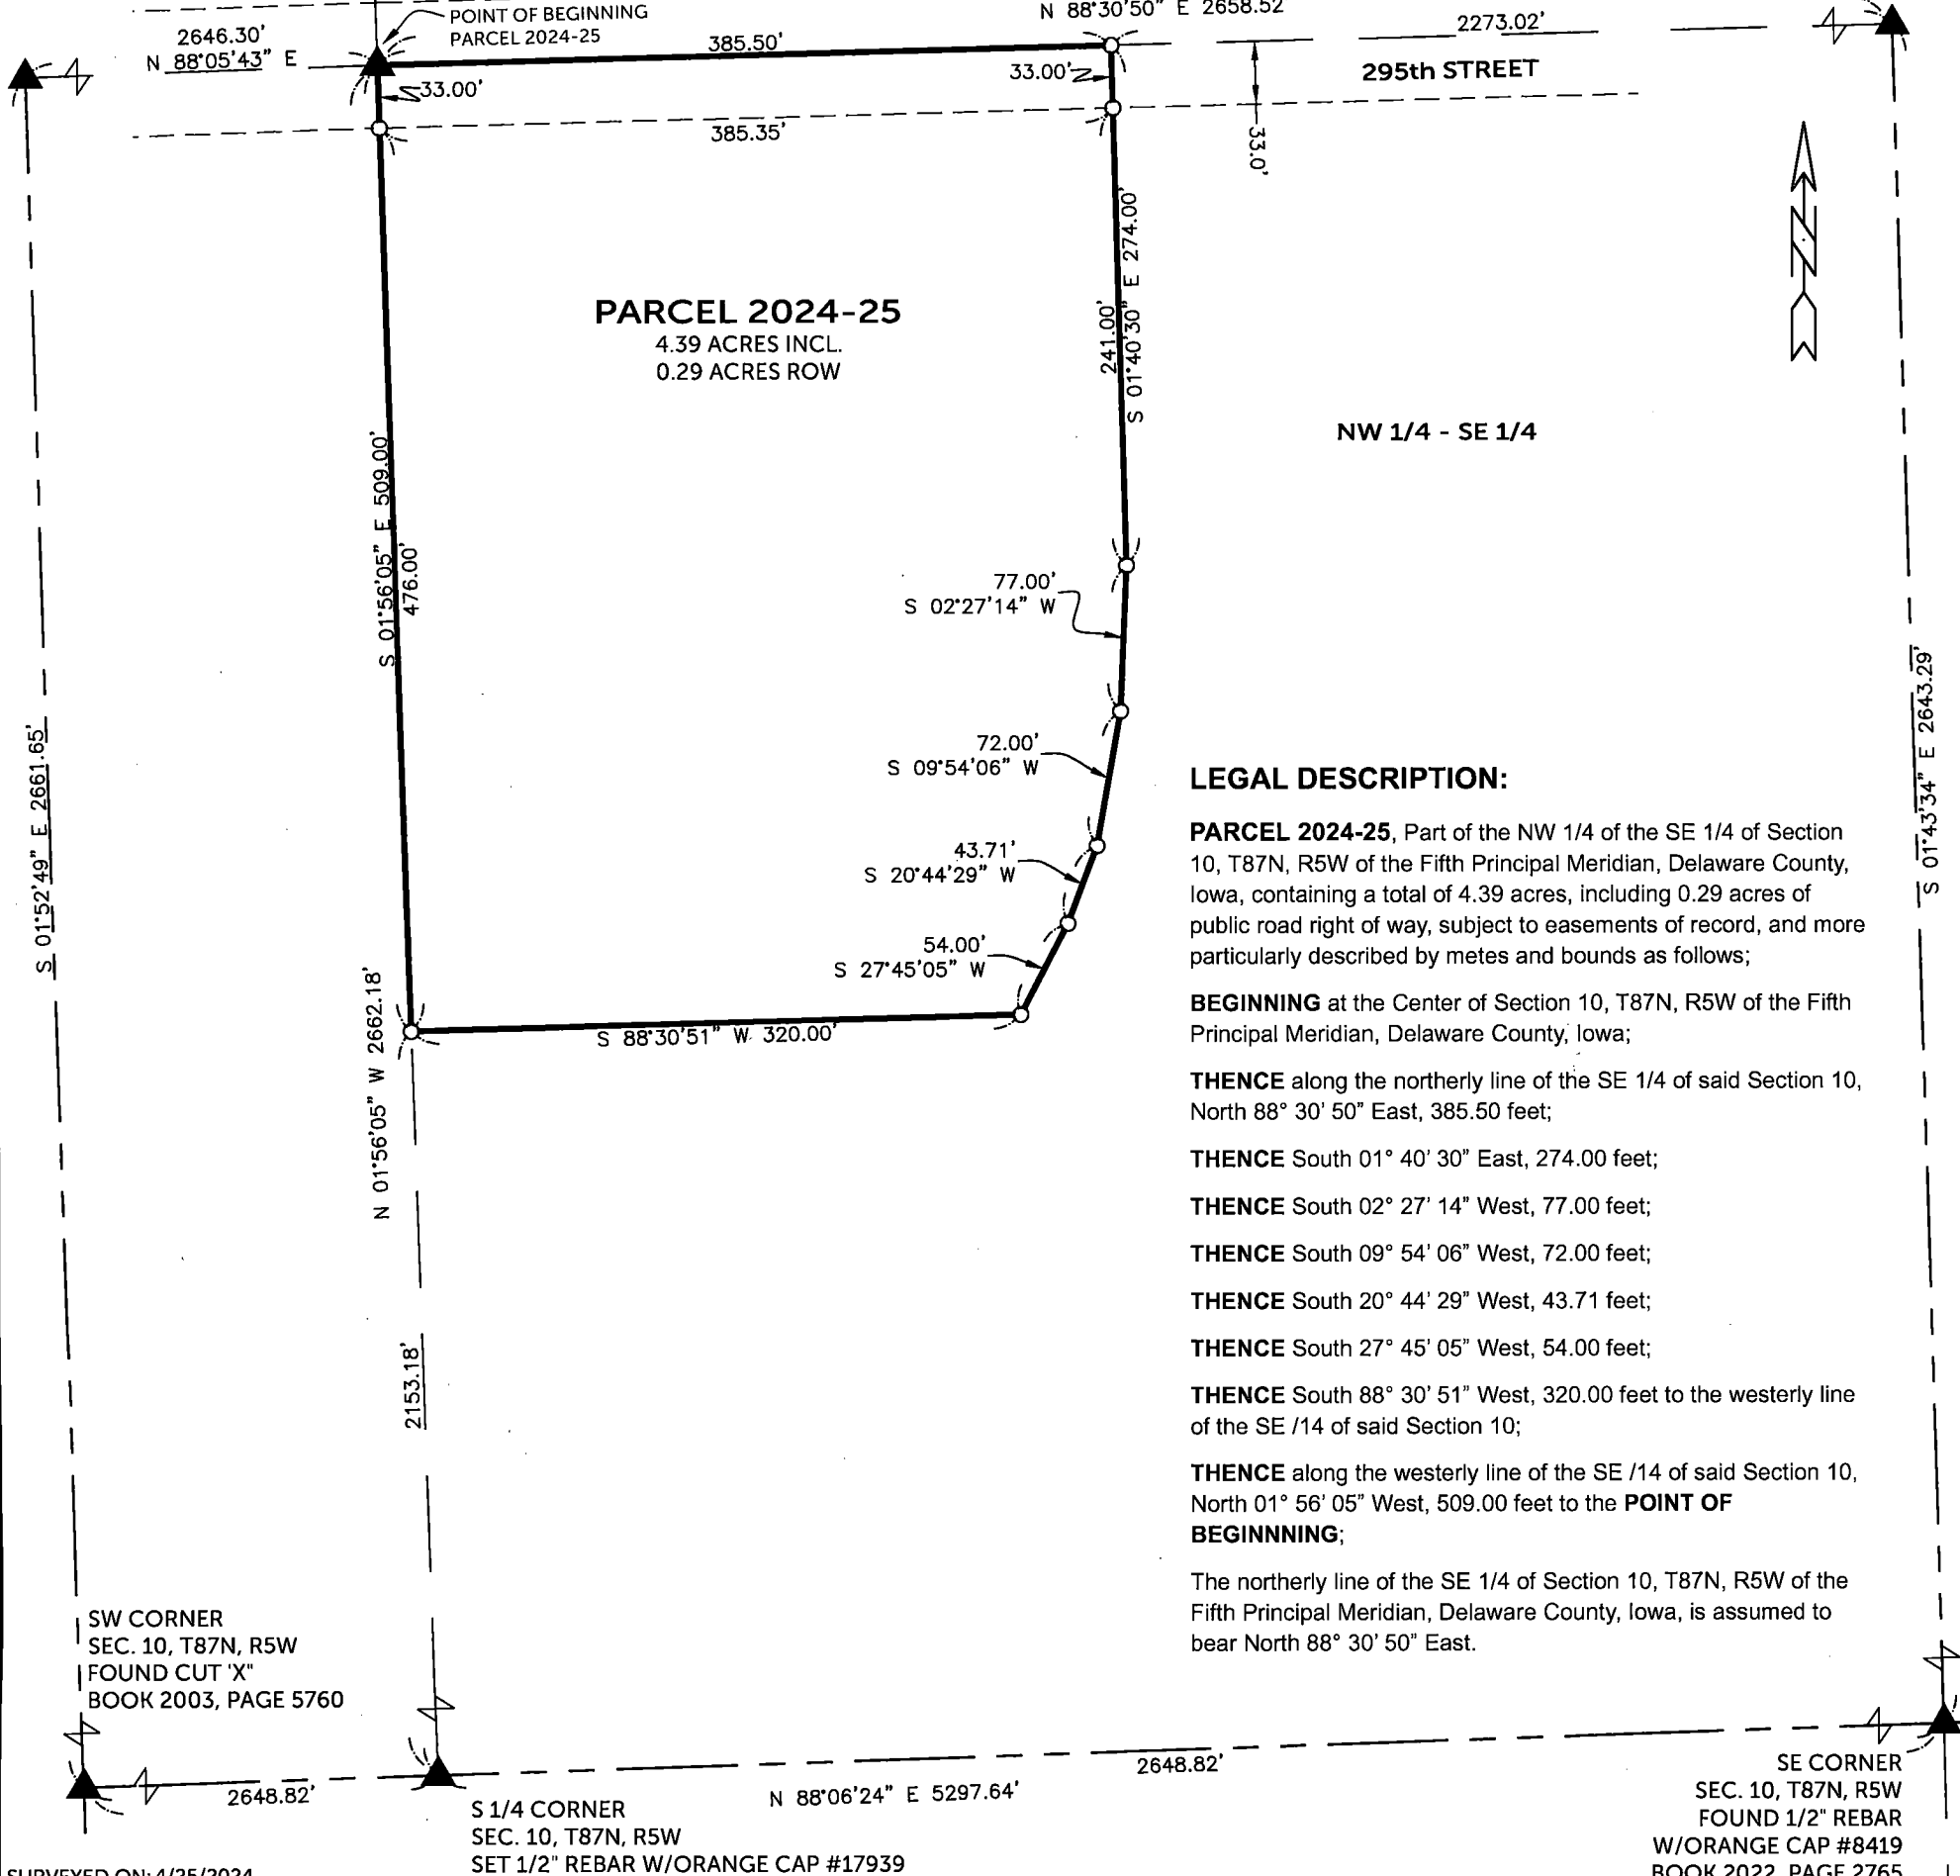 POINT OF BEGINNING
PARCEL 2024-25
N 88°30'50" E 2658.52'
2646.30'
N 88°05'43" E
385.50'
2273.02'
33.00'
33.00'
295th STREET
385.35'
33.0'
PARCEL 2024-25
4.39 ACRES INCL.
0.29 ACRES ROW
241.00'
S 01°40'30" E 274.00'
NW 1/4 - SE 1/4
S 01°56'05" E 509.00'
476.00'
77.00'
S 02°27'14" W
72.00'
S 09°54'06" W
43.71'
S 20°44'29" W
54.00'
S 27°45'05" W
S 88°30'51" W 320.00'
S 01°52'49" E 2661.65'
S 01°43'34" E 2643.29'
N 01°56'05" W 2662.18'
2153.18'
LEGAL DESCRIPTION:
PARCEL 2024-25, Part of the NW 1/4 of the SE 1/4 of Section
10, T87N, R5W of the Fifth Principal Meridian, Delaware County,
Iowa, containing a total of 4.39 acres, including 0.29 acres of
public road right of way, subject to easements of record, and more
particularly described by metes and bounds as follows;
BEGINNING at the Center of Section 10, T87N, R5W of the Fifth
Principal Meridian, Delaware County, Iowa;
THENCE along the northerly line of the SE 1/4 of said Section 10,
North 88° 30' 50" East, 385.50 feet;
THENCE South 01° 40' 30" East, 274.00 feet;
THENCE South 02° 27' 14" West, 77.00 feet;
THENCE South 09° 54' 06" West, 72.00 feet;
THENCE South 20° 44' 29" West, 43.71 feet;
THENCE South 27° 45' 05" West, 54.00 feet;
THENCE South 88° 30' 51" West, 320.00 feet to the westerly line
of the SE /14 of said Section 10;
THENCE along the westerly line of the SE /14 of said Section 10,
North 01° 56' 05" West, 509.00 feet to the POINT OF
BEGINNNING;
The northerly line of the SE 1/4 of Section 10, T87N, R5W of the
Fifth Principal Meridian, Delaware County, Iowa, is assumed to
bear North 88° 30' 50" East.
SW CORNER
SEC. 10, T87N, R5W
FOUND CUT 'X"
BOOK 2003, PAGE 5760
2648.82'
N 88°06'24" E 5297.64'
2648.82'
S 1/4 CORNER
SEC. 10, T87N, R5W
SET 1/2" REBAR W/ORANGE CAP #17939
SE CORNER
SEC. 10, T87N, R5W
FOUND 1/2" REBAR
W/ORANGE CAP #8419
BOOK 2022, PAGE 2765
SURVEYED ON: 4/25/2024